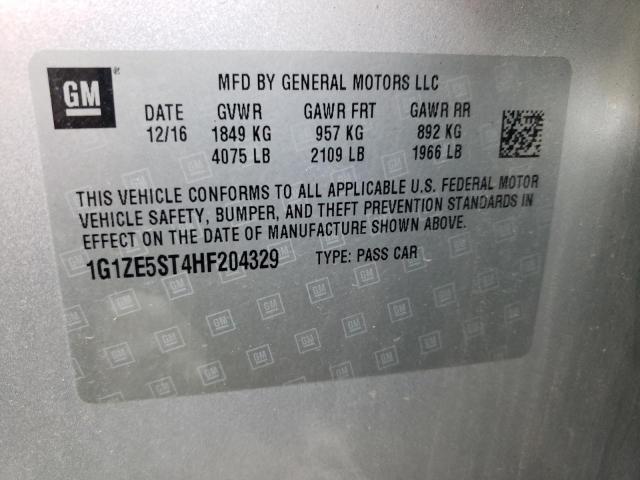 GM
MFD BY GENERAL MOTORS LLC
DATE GVWR GAWR FRT GAWR RR
12/16 1849 KG 957 KG 892 KG
4075 LB 2109 LB 1966 LB
THIS VEHICLE CONFORMS TO ALL APPLICABLE U.S. FEDERAL MOTOR
VEHICLE SAFETY, BUMPER, AND THEFT PREVENTION STANDARDS IN
EFFECT ON THE DATE OF MANUFACTURE SHOWN ABOVE.
1G1ZE5ST4HF204329 TYPE: PASS CAR